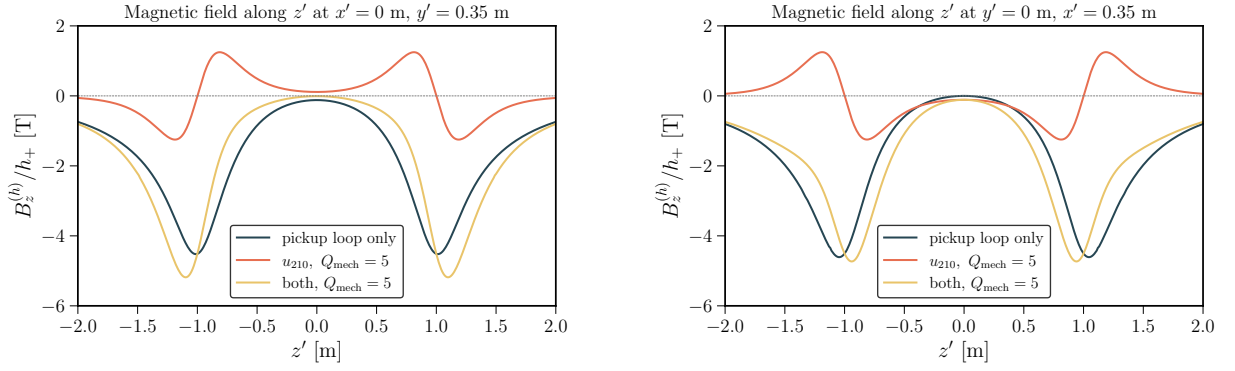 Magnetic field along z′ at x′ = 0 m, y′ = 0.35 m
2
0
−2
−4
−6
B_z^(h)/h_+ [T]
pickup loop only
u_210, Q_mech = 5
both, Q_mech = 5
−2.0 −1.5 −1.0 −0.5 0.0 0.5 1.0 1.5 2.0
z′ [m]
Magnetic field along z′ at y′ = 0 m, x′ = 0.35 m
2
0
−2
−4
−6
B_z^(h)/h_+ [T]
pickup loop only
u_210, Q_mech = 5
both, Q_mech = 5
−2.0 −1.5 −1.0 −0.5 0.0 0.5 1.0 1.5 2.0
z′ [m]